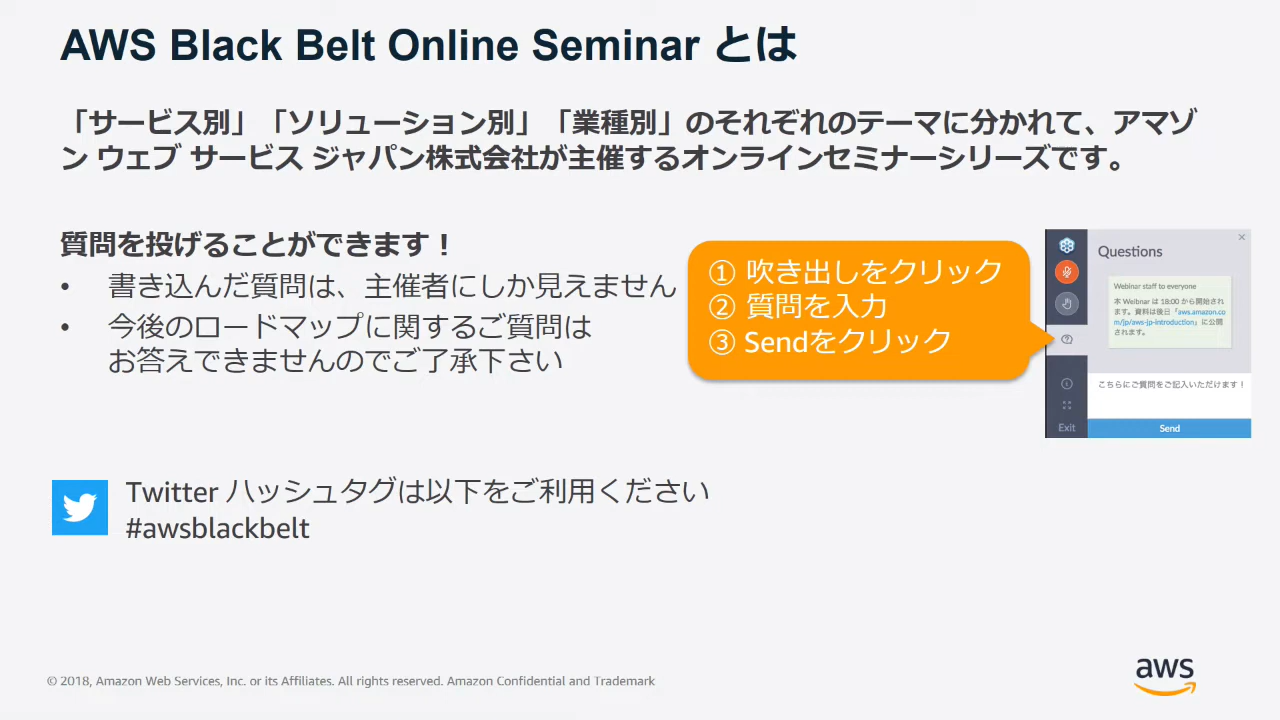 AWS Black Belt Online Seminar とは
「サービス別」「ソリューション別」「業種別」のそれぞれのテーマに分かれて、アマゾ
ン ウェブ サービス ジャパン株式会社が主催するオンラインセミナーシリーズです。
質問を投げることができます！
• 書き込んだ質問は、主催者にしか見えません
• 今後のロードマップに関するご質問は
お答えできませんのでご了承下さい
① 吹き出しをクリック
② 質問を入力
③ Sendをクリック
Questions
Webinar staff to everyone
本 Weibnar は 18:00 から開始され
ます。資料は後日「aws.amazon.co
m/jp/aws-jp-introduction」に公開
されます。
こちらにご質問をご記入いただけます！
Exit
Send
Twitter ハッシュタグは以下をご利用ください
#awsblackbelt
© 2018, Amazon Web Services, Inc. or its Affiliates. All rights reserved. Amazon Confidential and Trademark
aws